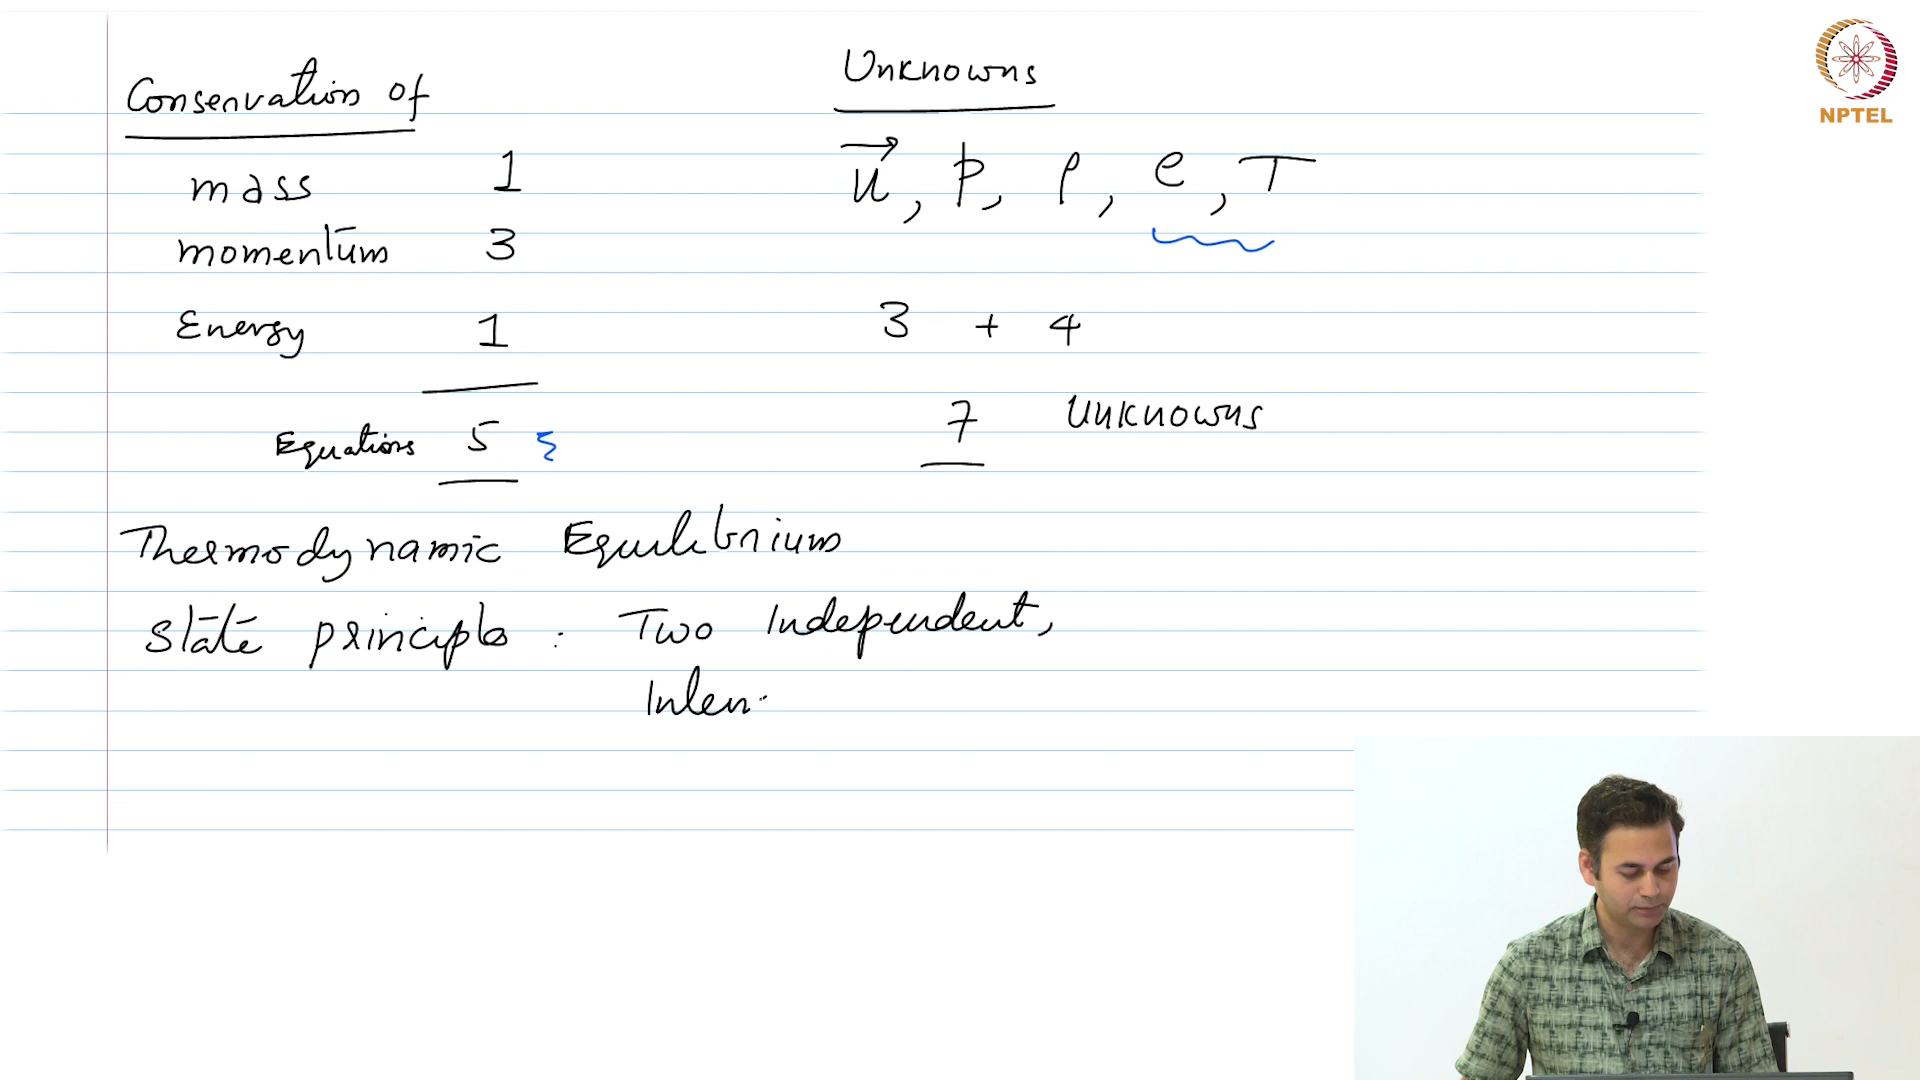 Conservation of
mass 1
momentum 3
Energy 1
Equations 5
Unknowns
u⃗, p, ρ, e, T
3 + 4
7 Unknowns
Thermodynamic Equilibrium
State principle : Two Independent,
Inten
NPTEL